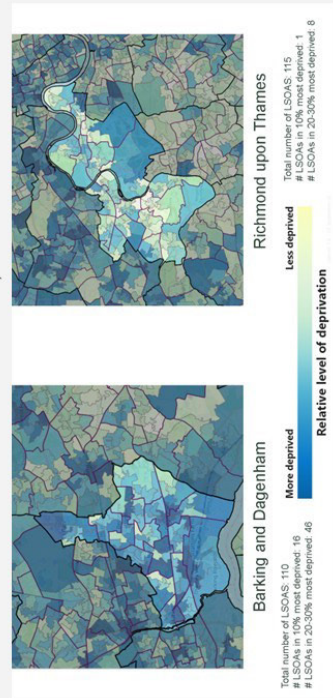 Barking and Dagenham
Total number of LSOAS: 110
# LSOAs in 10% most deprived: 16
# LSOAs in 20-30% most deprived: 46
More deprived
Less deprived
Relative level of deprivation
Richmond upon Thames
Total number of LSOAS: 115
# LSOAs in 10% most deprived: 1
# LSOAs in 20-30% most deprived: 8